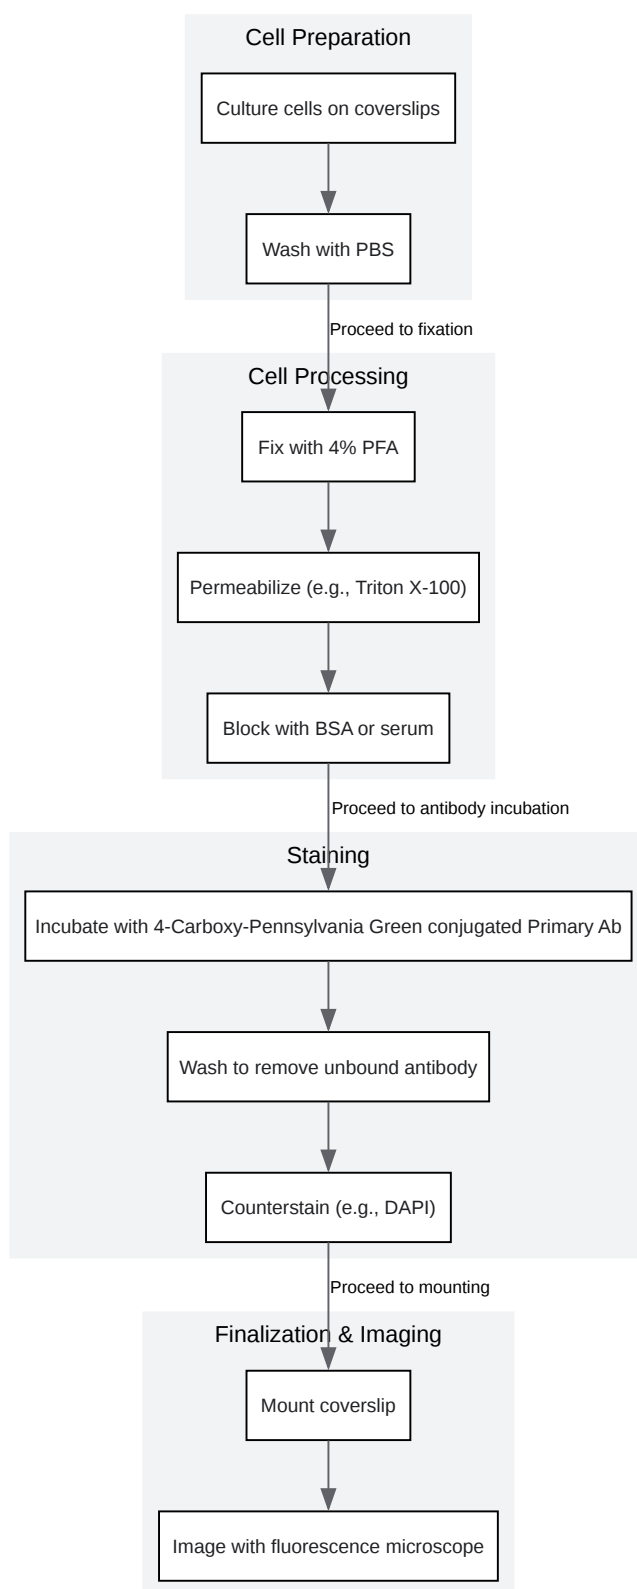 Cell Preparation
Culture cells on coverslips
Wash with PBS
Proceed to fixation
Cell Processing
Fix with 4% PFA
Permeabilize (e.g., Triton X-100)
Block with BSA or serum
Proceed to antibody incubation
Staining
Incubate with 4-Carboxy-Pennsylvania Green conjugated Primary Ab
Wash to remove unbound antibody
Counterstain (e.g., DAPI)
Proceed to mounting
Finalization & Imaging
Mount coverslip
Image with fluorescence microscope